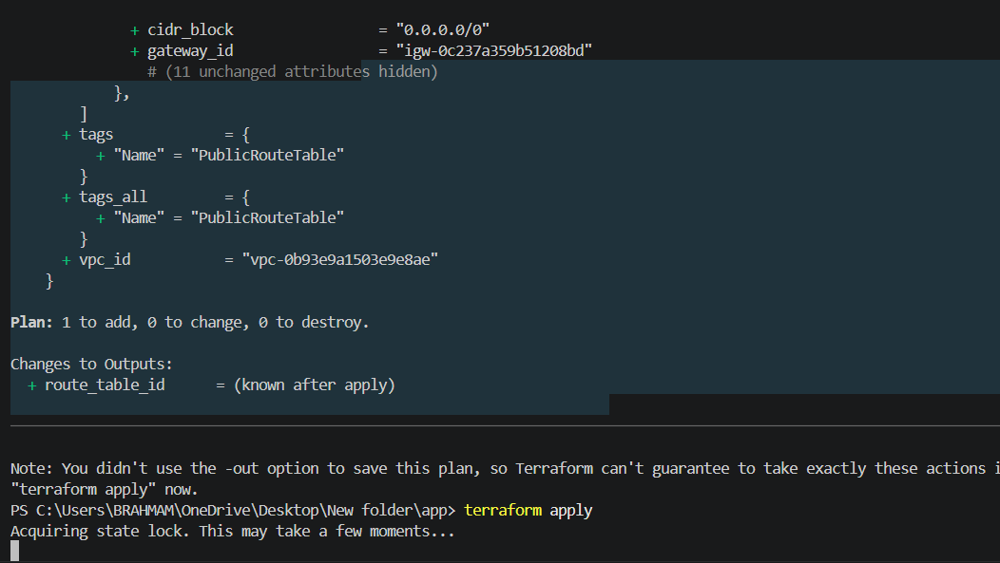 + cidr_block = "0.0.0.0/0"
+ gateway_id = "igw-0c237a359b51208bd"
# (11 unchanged attributes hidden)
},
]
+ tags = {
+ "Name" = "PublicRouteTable"
}
+ tags_all = {
+ "Name" = "PublicRouteTable"
}
+ vpc_id = "vpc-0b93e9a1503e9e8ae"
}
Plan: 1 to add, 0 to change, 0 to destroy.
Changes to Outputs:
+ route_table_id = (known after apply)
Note: You didn't use the -out option to save this plan, so Terraform can't guarantee to take exactly these actions i
"terraform apply" now.
PS C:\Users\BRAHMAM\OneDrive\Desktop\New folder\app> terraform apply
Acquiring state lock. This may take a few moments...